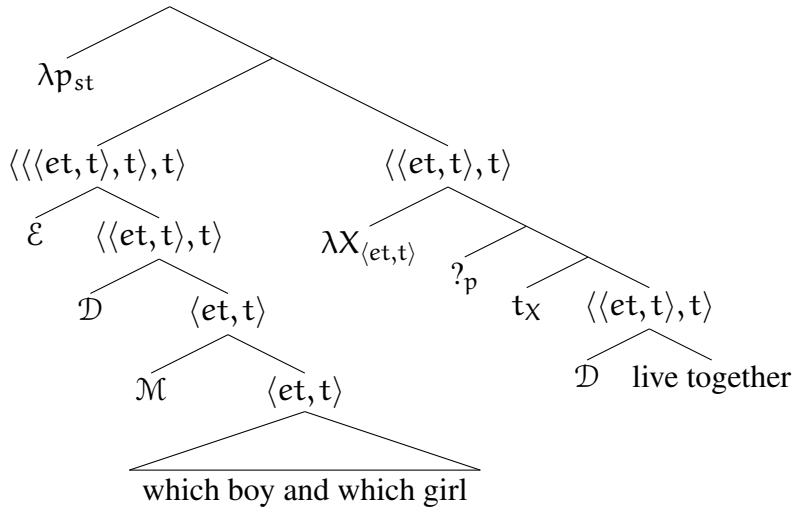 λp_st
⟨⟨⟨et, t⟩, t⟩, t⟩ ⟨⟨et, t⟩, t⟩
ℰ ⟨⟨et, t⟩, t⟩ λX_⟨et,t⟩ ?_p
𝒟 ⟨et, t⟩ t_X ⟨⟨et, t⟩, t⟩
ℳ ⟨et, t⟩ 𝒟 live together
which boy and which girl